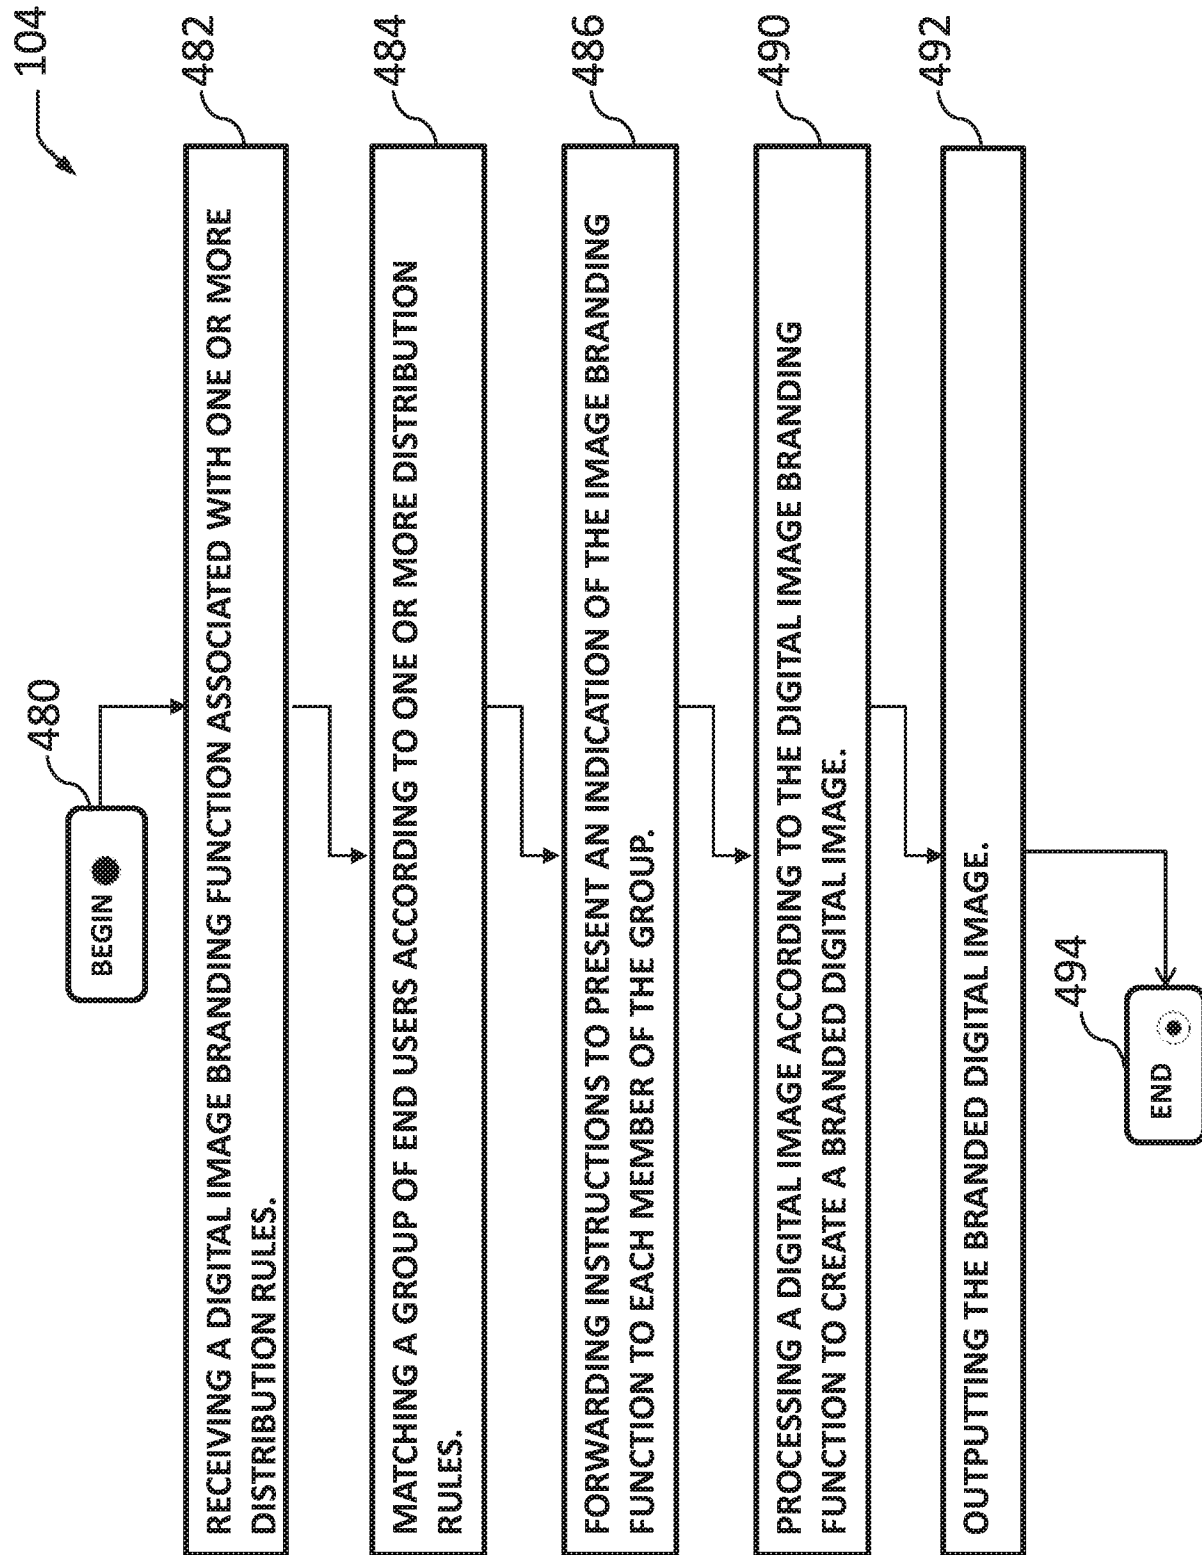 104
480
BEGIN
482
RECEIVING A DIGITAL IMAGE BRANDING FUNCTION ASSOCIATED WITH ONE OR MORE
DISTRIBUTION RULES.
484
MATCHING A GROUP OF END USERS ACCORDING TO ONE OR MORE DISTRIBUTION
RULES.
486
FORWARDING INSTRUCTIONS TO PRESENT AN INDICATION OF THE IMAGE BRANDING
FUNCTION TO EACH MEMBER OF THE GROUP.
490
PROCESSING A DIGITAL IMAGE ACCORDING TO THE DIGITAL IMAGE BRANDING
FUNCTION TO CREATE A BRANDED DIGITAL IMAGE.
492
OUTPUTTING THE BRANDED DIGITAL IMAGE.
494
END